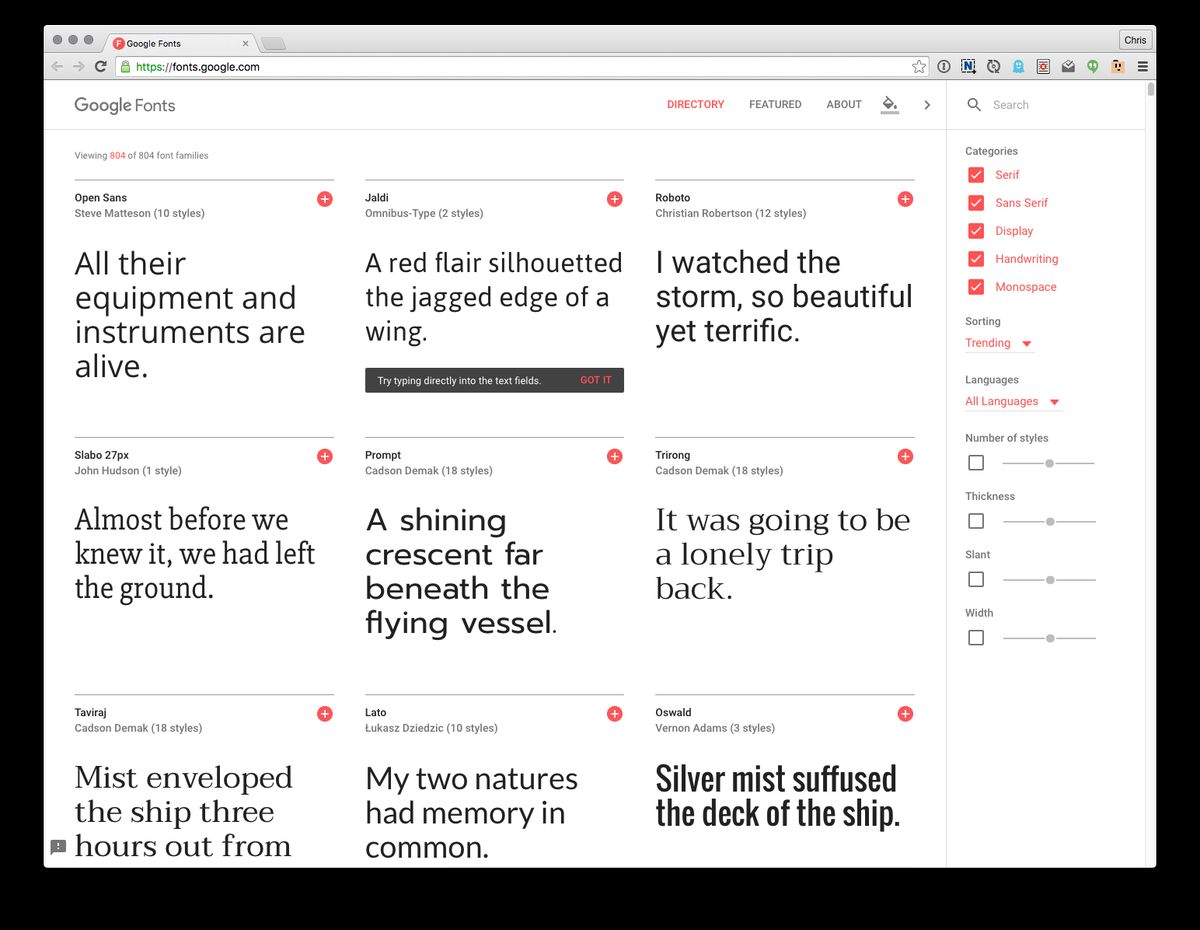 Google Fonts
Chris
https://fonts.google.com
Google Fonts
DIRECTORY
FEATURED
ABOUT
Search
Viewing 804 of 804 font families
Open Sans
Steve Matteson (10 styles)
All their
equipment and
instruments are
alive.
Jaldi
Omnibus-Type (2 styles)
A red flair silhouetted
the jagged edge of a
wing.
Try typing directly into the text fields.
GOT IT
Roboto
Christian Robertson (12 styles)
I watched the
storm, so beautiful
yet terrific.
Slabo 27px
John Hudson (1 style)
Almost before we
knew it, we had left
the ground.
Prompt
Cadson Demak (18 styles)
A shining
crescent far
beneath the
flying vessel.
Trirong
Cadson Demak (18 styles)
It was going to be
a lonely trip
back.
Taviraj
Cadson Demak (18 styles)
Mist enveloped
the ship three
hours out from
Lato
Łukasz Dziedzic (10 styles)
My two natures
had memory in
common.
Oswald
Vernon Adams (3 styles)
Silver mist suffused
the deck of the ship.
Categories
Serif
Sans Serif
Display
Handwriting
Monospace
Sorting
Trending
Languages
All Languages
Number of styles
Thickness
Slant
Width